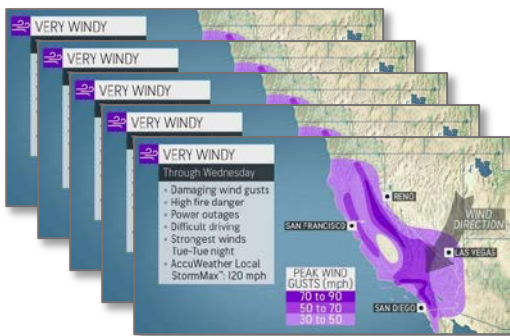 VERY WINDY
VERY WINDY
VERY WINDY
VERY WINDY
VERY WINDY
Through Wednesday
• Damaging wind gusts
• High fire danger
• Power outages
• Difficult driving
• Strongest winds
Tue-Tue night
• AccuWeather Local
StormMax™: 120 mph
RENO
SAN FRANCISCO
WIND
DIRECTION
LAS VEGAS
PEAK WIND
GUSTS (mph)
70 to 90
50 to 70
30 to 50
SAN DIEGO